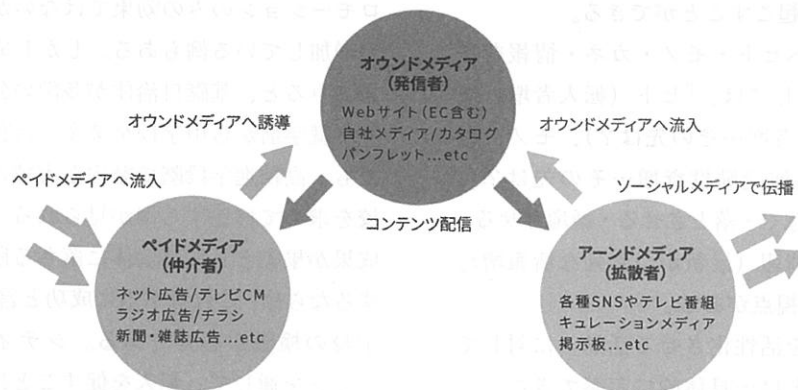 オウンドメディア
(発信者)
Webサイト(EC含む)
自社メディア/カタログ
パンフレット...etc
オウンドメディアへ誘導
オウンドメディアへ流入
ペイドメディアへ流入
コンテンツ配信
ソーシャルメディアで伝播
ペイドメディア
(仲介者)
ネット広告/テレビCM
ラジオ広告/チラシ
新聞・雑誌広告...etc
アーンドメディア
(拡散者)
各種SNSやテレビ番組
キュレーションメディア
掲示板...etc